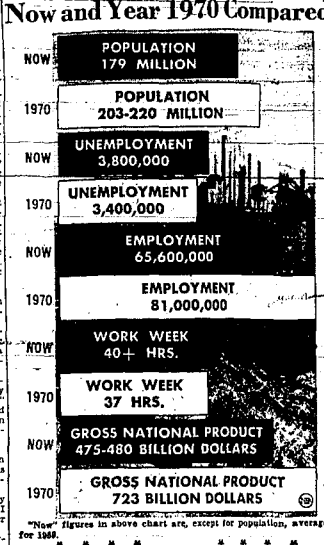 Now and Year 1970 Compared
NOW
POPULATION
179 MILLION
1970
POPULATION
203-220 MILLION
NOW
UNEMPLOYMENT
3,800,000
1970
UNEMPLOYMENT
3,400,000
NOW
EMPLOYMENT
65,600,000
1970
EMPLOYMENT
81,000,000
NOW
WORK WEEK
40+ HRS.
1970
WORK WEEK
37 HRS.
NOW
GROSS NATIONAL PRODUCT
475-480 BILLION DOLLARS
1970
GROSS NATIONAL PRODUCT
723 BILLION DOLLARS
"Now" figures in above chart are, except for population, averag
for 1959.